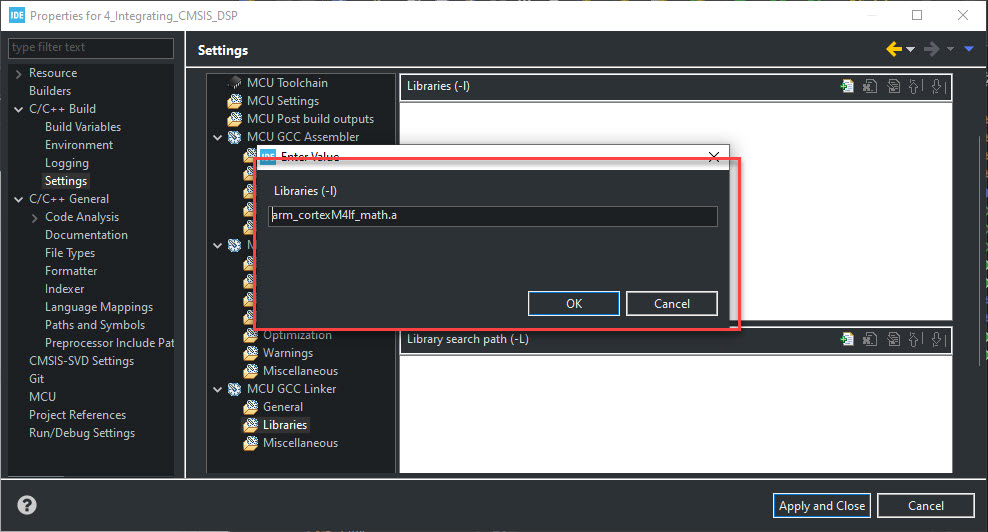 IDE Properties for 4_Integrating_CMSIS_DSP
type filter text
Resource
Builders
C/C++ Build
Build Variables
Environment
Logging
Settings
C/C++ General
Code Analysis
Documentation
File Types
Formatter
Indexer
Language Mappings
Paths and Symbols
Preprocessor Include Pat
CMSIS-SVD Settings
Git
MCU
Project References
Run/Debug Settings
Settings
MCU Toolchain
MCU Settings
MCU Post build outputs
MCU GCC Assembler
M
Optimization
Warnings
Miscellaneous
MCU GCC Linker
General
Libraries
Miscellaneous
Libraries (-l)
IDE Enter Value
Libraries (-l)
arm_cortexM4lf_math.a
OK Cancel
Library search path (-L)
Apply and Close Cancel